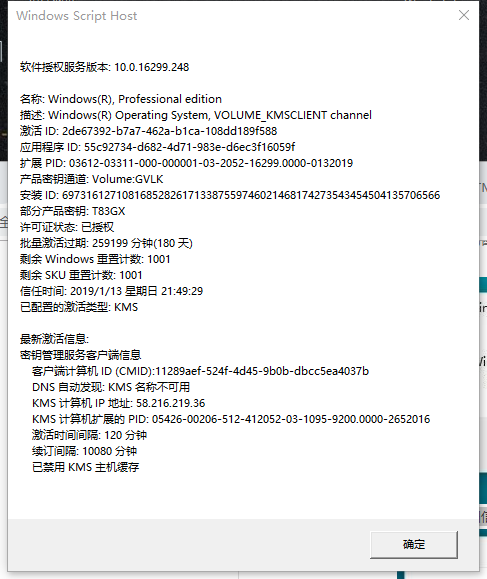 Windows Script Host
软件授权服务版本: 10.0.16299.248
名称: Windows(R), Professional edition
描述: Windows(R) Operating System, VOLUME_KMSCLIENT channel
激活 ID: 2de67392-b7a7-462a-b1ca-108dd189f588
应用程序 ID: 55c92734-d682-4d71-983e-d6ec3f16059f
扩展 PID: 03612-03311-000-000001-03-2052-16299.0000-0132019
产品密钥通道: Volume:GVLK
安装 ID: 697316127108168528261713387559746021468174273543454504135706566
部分产品密钥: T83GX
许可证状态: 已授权
批量激活过期: 259199 分钟(180 天)
剩余 Windows 重置计数: 1001
剩余 SKU 重置计数: 1001
信任时间: 2019/1/13 星期日 21:49:29
已配置的激活类型: KMS
最新激活信息:
密钥管理服务客户端信息
客户端计算机 ID (CMID):11289aef-524f-4d45-9b0b-dbcc5ea4037b
DNS 自动发现: KMS 名称不可用
KMS 计算机 IP 地址: 58.216.219.36
KMS 计算机扩展的 PID: 05426-00206-512-412052-03-1095-9200.0000-2652016
激活时间间隔: 120 分钟
续订间隔: 10080 分钟
已禁用 KMS 主机缓存
确定